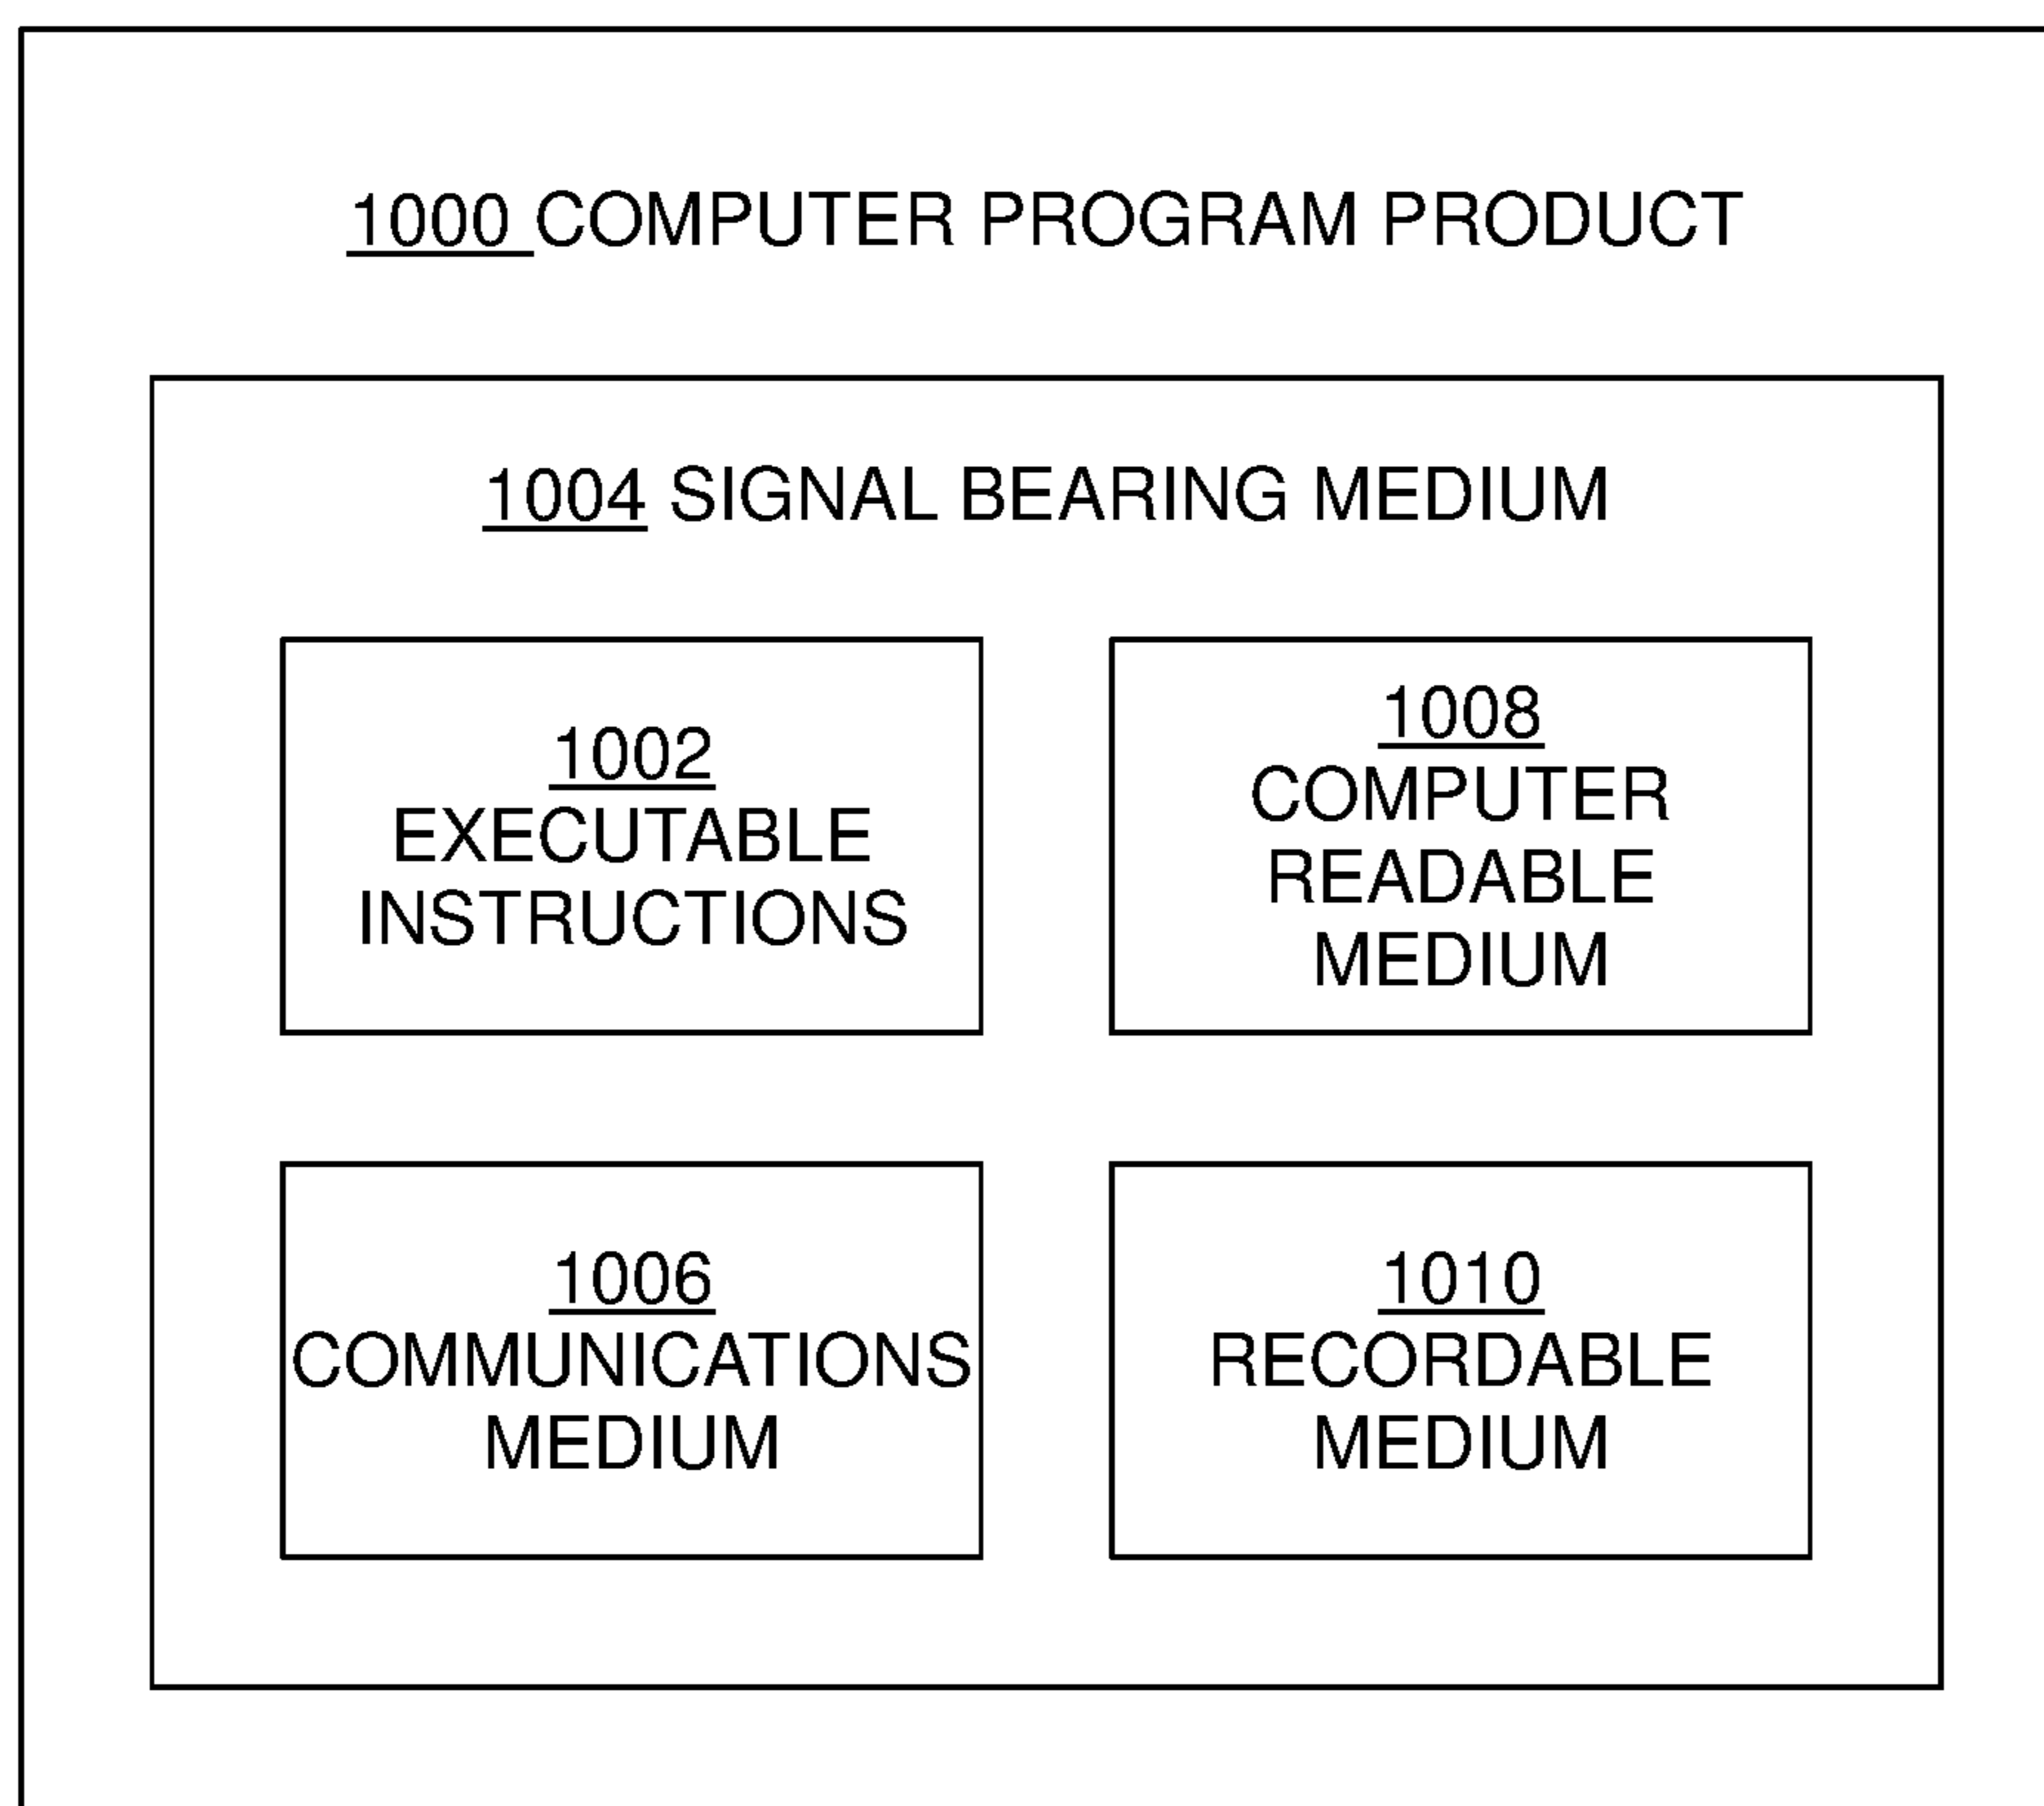 1000 COMPUTER PROGRAM PRODUCT
1004 SIGNAL BEARING MEDIUM
1002
EXECUTABLE
INSTRUCTIONS
1008
COMPUTER
READABLE
MEDIUM
1006
COMMUNICATIONS
MEDIUM
1010
RECORDABLE
MEDIUM